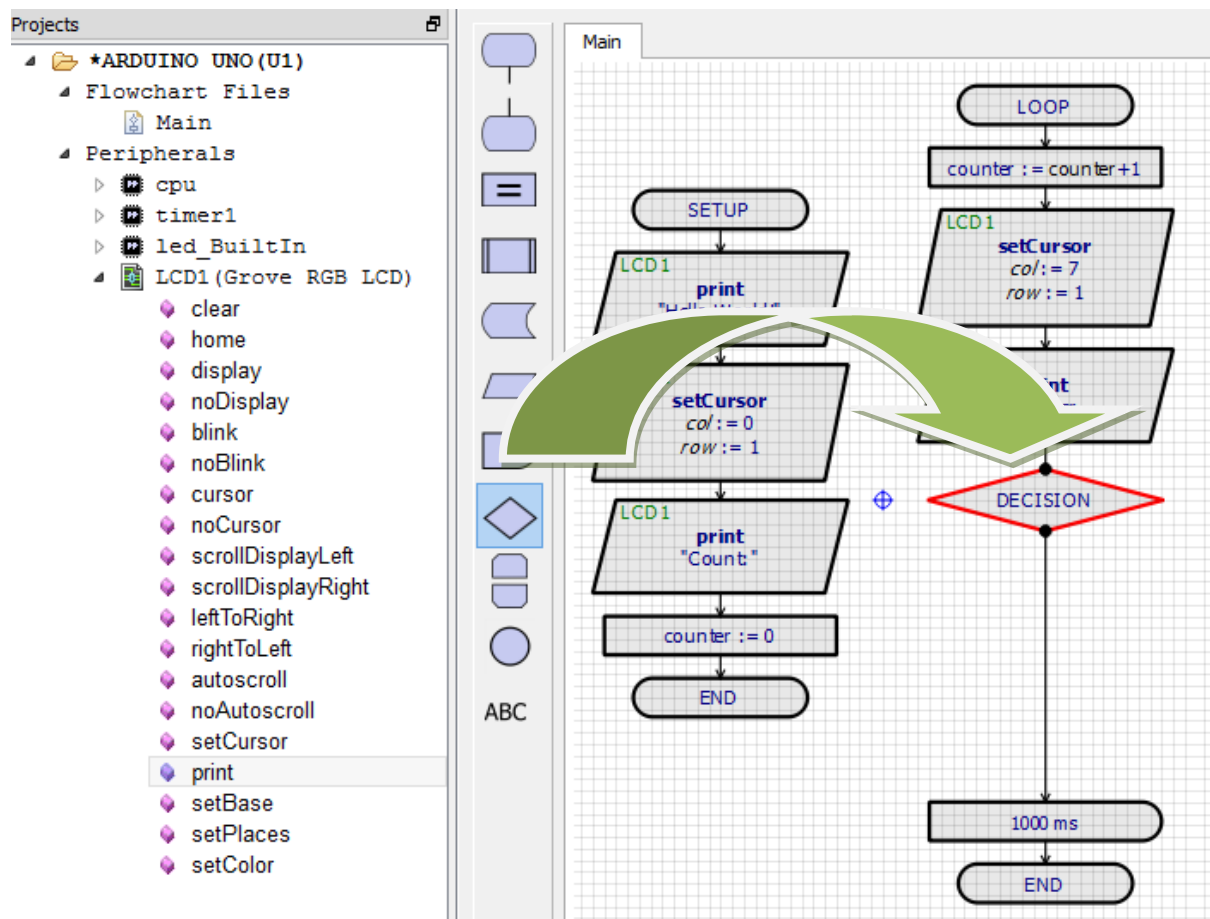 Projects
*ARDUINO UNO(U1)
Flowchart Files
Main
Peripherals
cpu
timer1
led_BuiltIn
LCD1(Grove RGB LCD)
clear
home
display
noDisplay
blink
noBlink
cursor
noCursor
scrollDisplayLeft
scrollDisplayRight
leftToRight
rightToLeft
autoscroll
noAutoscroll
setCursor
print
setBase
setPlaces
setColor
ABC
Main
SETUP
LCD1
print
setCursor
col := 0
row := 1
LCD1
print
"Count:"
counter := 0
END
LOOP
counter := counter+1
LCD1
setCursor
col := 7
row := 1
DECISION
1000 ms
END